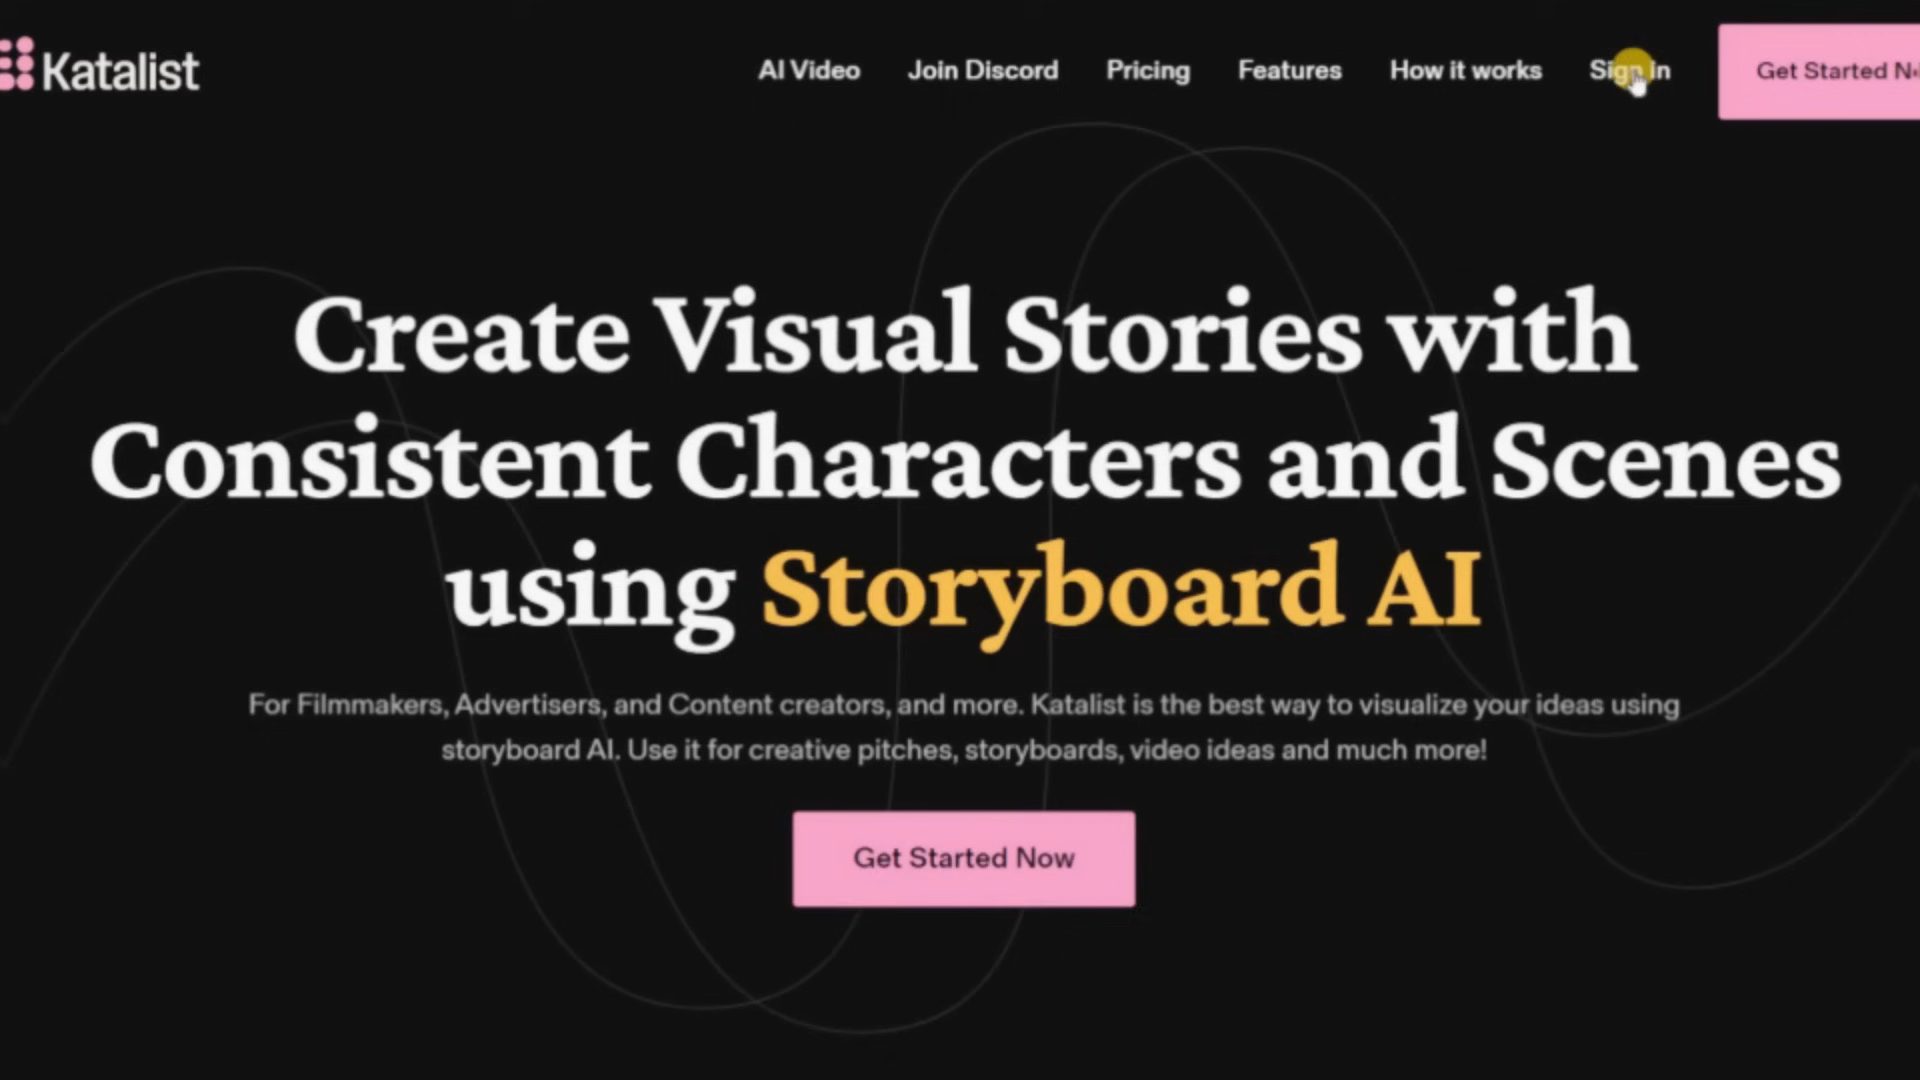 Katalist
AI Video
Join Discord
Pricing
Features
How it works
Sign in
Get Started
Create Visual Stories with
Consistent Characters and Scenes
using Storyboard AI
For Filmmakers, Advertisers, and Content creators, and more. Katalist is the best way to visualize your ideas using
storyboard AI. Use it for creative pitches, storyboards, video ideas and much more!
Get Started Now